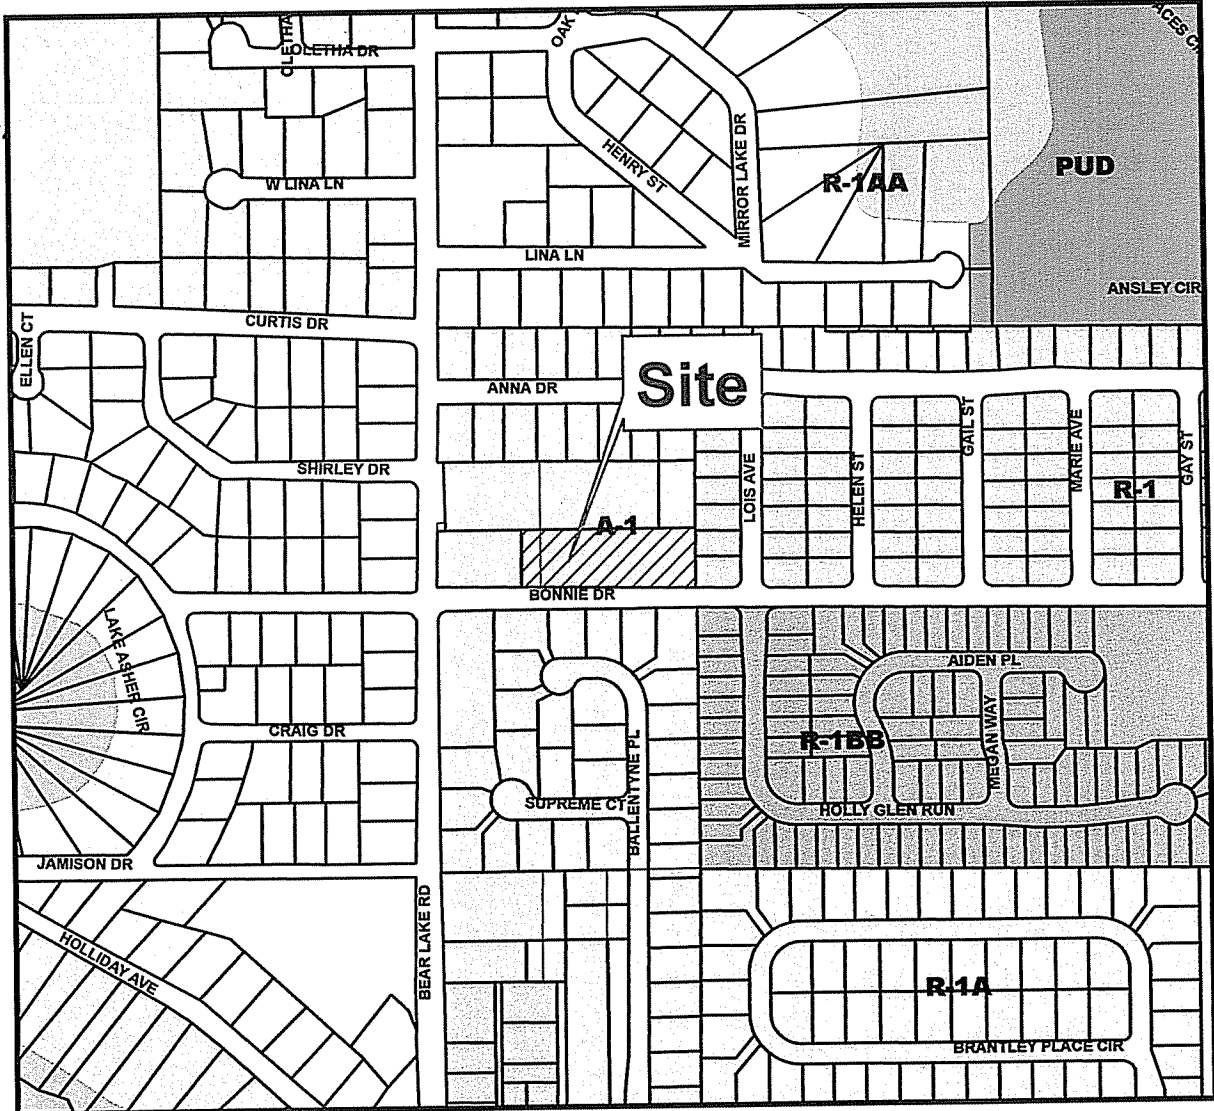 OAK
ACES C
OLETHA
OLETHA DR
HENRY ST
MIRROR LAKE DR
R-1AA
PUD
W LINA LN
LINA LN
ANSLEY CIR
ELLEN CT
CURTIS DR
ANNA DR
Site
LOIS AVE
HELEN ST
GAIL ST
MARIE AVE
R-1
GAY ST
SHIRLEY DR
A-1
BONNIE DR
LAKE ASHER CIR
AIDEN PL
CRAIG DR
BALLENTYNE PL
R-1BB
MEGAN WAY
SUPREME CT
HOLLY GLEN RUN
JAMISON DR
BEAR LAKE RD
HOLLIDAY AVE
R-1A
BRANTLEY PLACE CIR